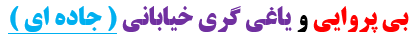 بی پروایی و یاغی گری خیابانی ( جاده ای )